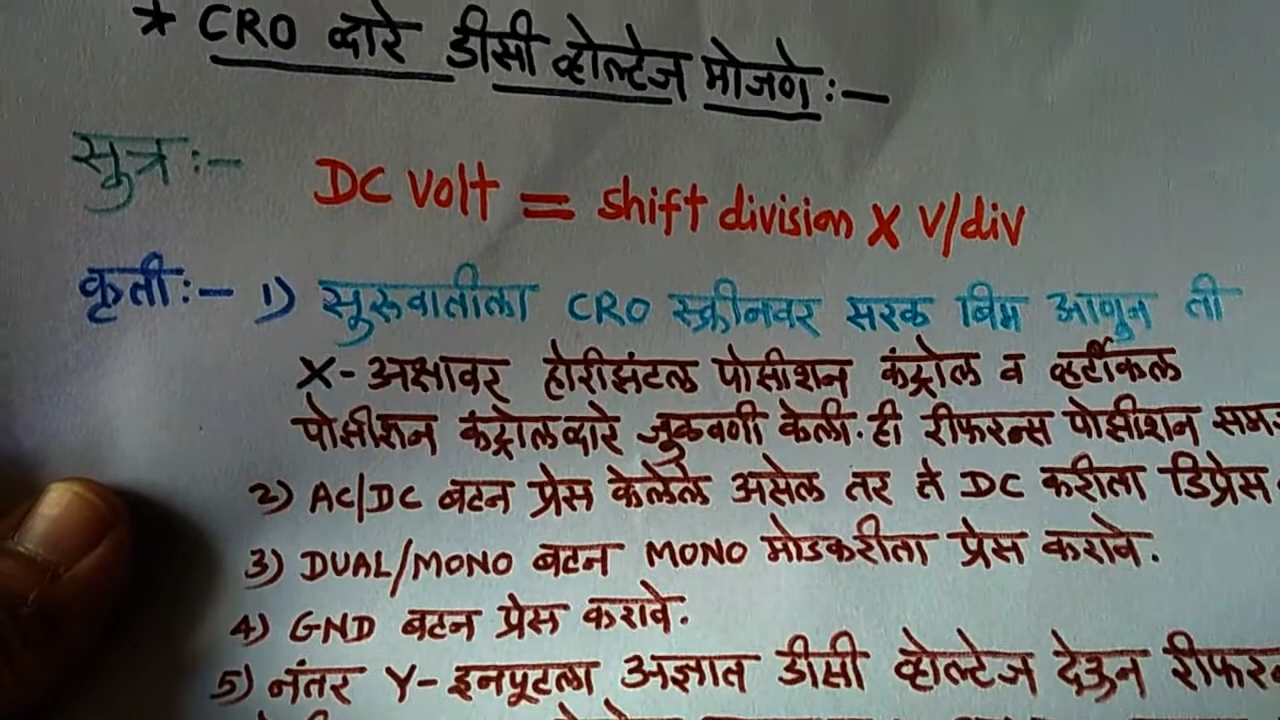 * CRO व्दारे डीसी व्होल्टेज मोजणे:—
सुत्र:— DC volt = shift division X V/div
कृती:— 1) सुरुवातीला CRO स्क्रीनवर सरळ बिम आणुन ती
X-अक्षावर होरीझंटल पोसीशन कंट्रोल व व्हर्टीकल
पोसीशन कंट्रोलव्दारे जुळवणी केली. ही रीफरन्स पोसीशन
2) AC/DC बटन प्रेस केलेले असेल तर ते DC करीता डिप्रेस
3) DUAL/MONO बटन MONO मोडकरीता प्रेस करावे.
4) GND बटन प्रेस करावे.
5) नंतर Y-इनपूटला अज्ञात डीसी व्होल्टेज देऊन